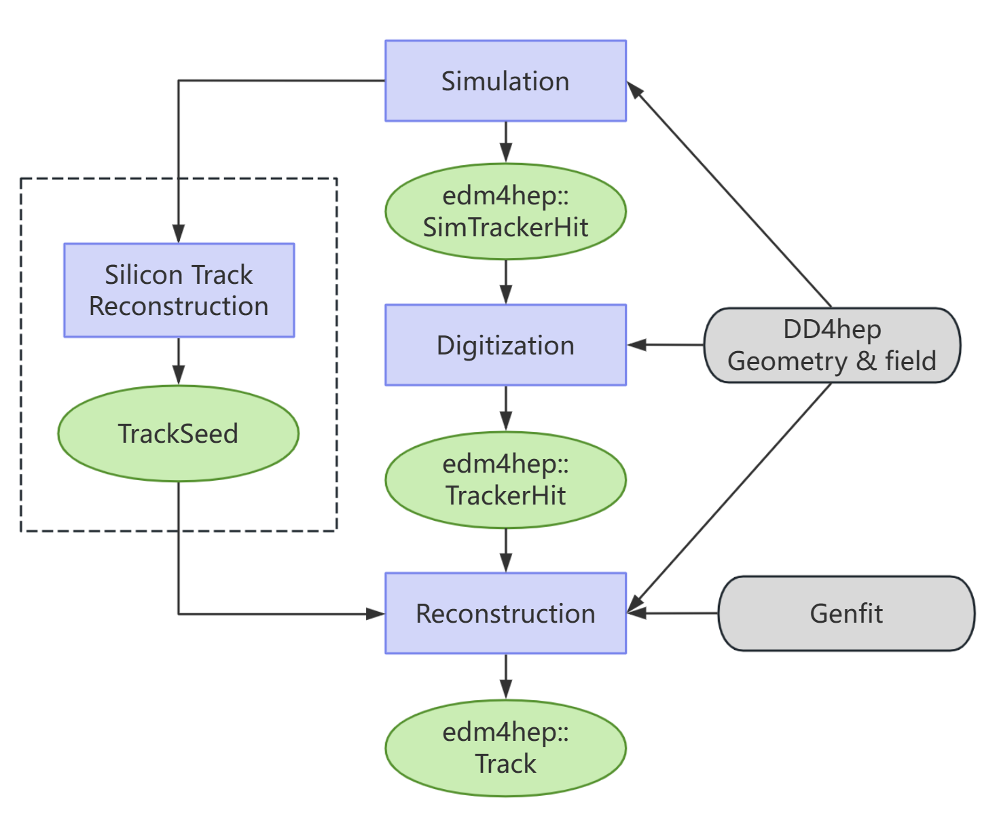 Simulation
edm4hep::
SimTrackerHit
Silicon Track
Reconstruction
Digitization
DD4hep
Geometry & field
TrackSeed
edm4hep::
TrackerHit
Reconstruction
Genfit
edm4hep::
Track